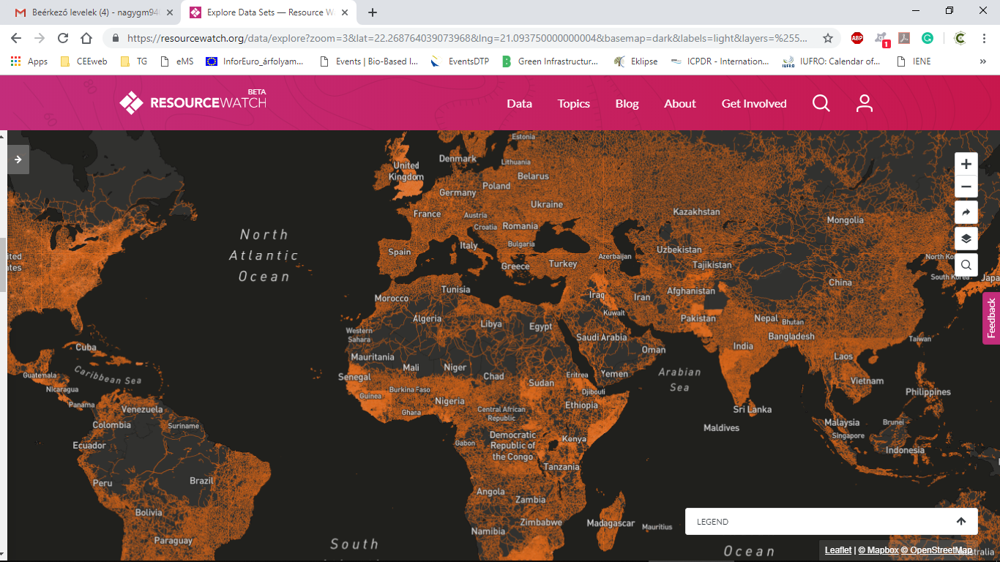 Beérkező levelek (4) - nagygm94
Explore Data Sets — Resource W
https://resourcewatch.org/data/explore?zoom=3&lat=22.268764039073968&lng=21.093750000000004&basemap=dark&labels=light&layers=%255...
ABP
1
Apps
CEEweb
TG
eMS
InforEuro_árfolyam...
Events | Bio-Based I...
EventsDTP
Green Infrastructur...
Eklipse
ICPDR - Internation...
IUFRO: Calendar of...
IENE
BETA
RESOURCEWATCH
Data
Topics
Blog
About
Get Involved
80
60
Estonia
Denmark
Lithuania
United
Kingdom
Belarus
Poland
Germany
Ukraine
France
Austria
Kazakhstan
Mongolia
Croatia
Romania
North
Atlantic
Ocean
Italy
Bulgaria
Spain
Uzbekistan
Azerbaijan
North Ko
ited
tes
Greece
Turkey
Tajikistan
South Korea
Japa
China
Tunisia
Morocco
Iraq
Iran
Afghanistan
Algeria
Libya
Egypt
Kuwait
Pakistan
Nepal
Bhutan
Feedback
Western
Sahara
Saudi Arabia
Bangladesh
Taiwan
Cuba
India
Oman
Mauritania
Mali
Niger
Laos
Caribbean Sea
Guatemala
Senegal
Chad
Sudan
Eritrea
Yemen
Arabian
Sea
Vietnam
Nicaragua
Guinea
Burkina Faso
Djibouti
Philippines
Panama
Venezuela
Ghana
Nigeria
Central African
Republic
Ethiopia
Sri Lanka
Colombia
Suriname
Maldives
Malaysia
Brunei
Singapore
Ecuador
Gabon
Democratic
Republic of
the Congo
Kenya
Indonesia
Tanzania
Peru
Brazil
Angola
Zambia
Bolivia
Zimbabwe
Madagascar
Mauritius
LEGEND
Namibia
Paraguay
South
Ocean
Leaflet | © Mapbox © OpenStreetMap
stralia